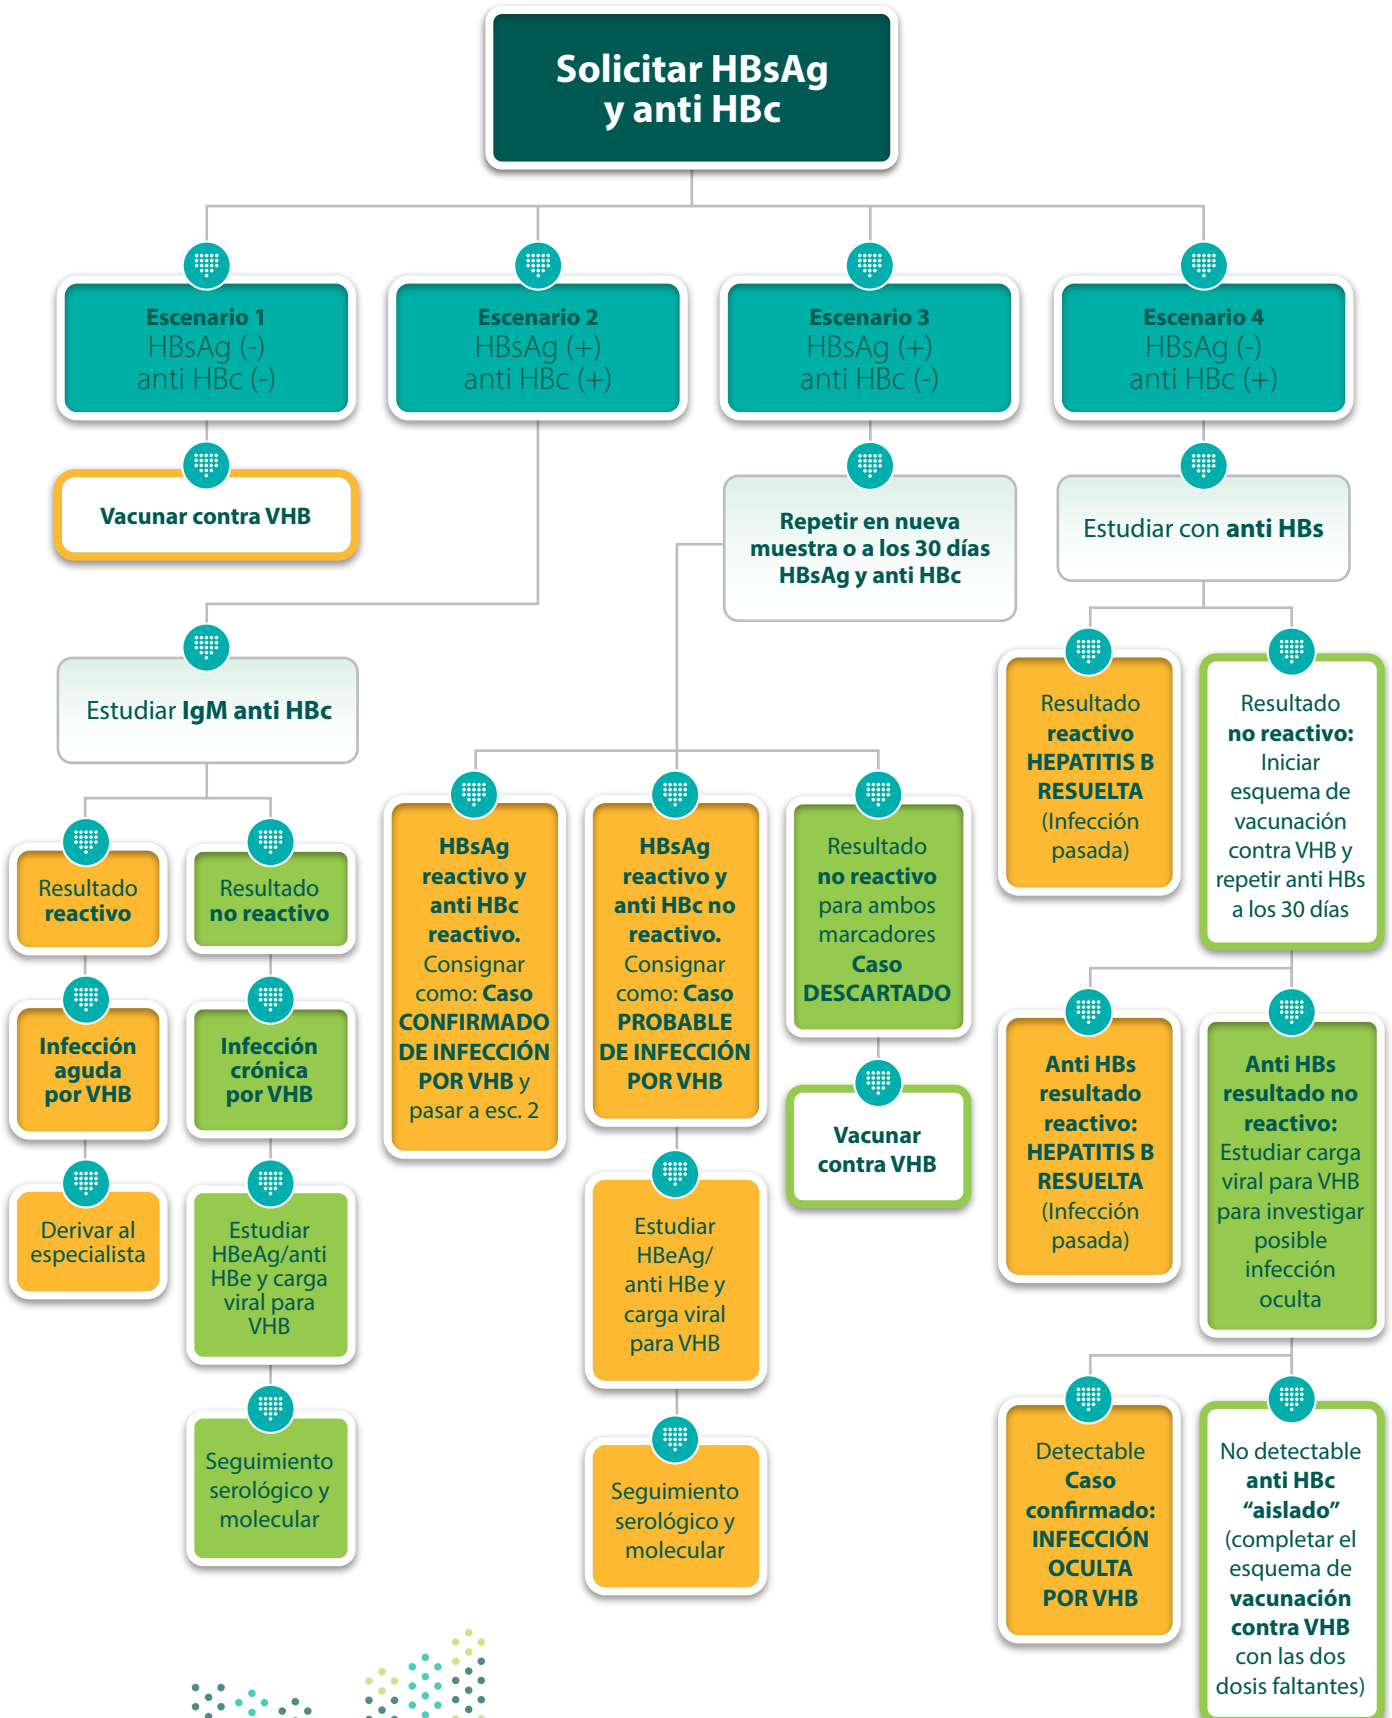 Solicitar HBsAg
y anti HBc
Escenario 1
HBsAg (-)
anti HBc (-)
Escenario 2
HBsAg (+)
anti HBc (+)
Escenario 3
HBsAg (+)
anti HBc (-)
Escenario 4
HBsAg (-)
anti HBc (+)
Vacunar contra VHB
Repetir en nueva
muestra o a los 30 días
HBsAg y anti HBc
Estudiar con anti HBs
Estudiar IgM anti HBc
Resultado
reactivo
HEPATITIS B
RESUELTA
(Infección
pasada)
Resultado
no reactivo:
Iniciar
esquema de
vacunación
contra VHB y
repetir anti HBs
a los 30 días
Resultado
reactivo
Resultado
no reactivo
HBsAg
reactivo y
anti HBc
reactivo.
Consignar
como: Caso
CONFIRMADO
DE INFECCIÓN
POR VHB y
pasar a esc. 2
HBsAg
reactivo y
anti HBc no
reactivo.
Consignar
como: Caso
PROBABLE
DE INFECCIÓN
POR VHB
Resultado
no reactivo
para ambos
marcadores
Caso
DESCARTADO
Infección
aguda
por VHB
Infección
crónica
por VHB
Vacunar
contra VHB
Anti HBs
resultado
reactivo:
HEPATITIS B
RESUELTA
(Infección
pasada)
Anti HBs
resultado no
reactivo:
Estudiar carga
viral para VHB
para investigar
posible
infección
oculta
Derivar al
especialista
Estudiar
HBeAg/anti
HBe y carga
viral para
VHB
Estudiar
HBeAg/
anti HBe y
carga viral
para VHB
Seguimiento
serológico y
molecular
Seguimiento
serológico y
molecular
Detectable
Caso
confirmado:
INFECCIÓN
OCULTA
POR VHB
No detectable
anti HBc
“aislado”
(completar el
esquema de
vacunación
contra VHB
con las dos
dosis faltantes)